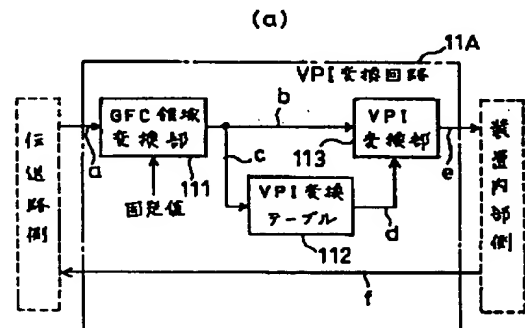 (a)
11A
VPI変換回路
GFC領域
変換部
VPI
変換部
VPI変換
テーブル
伝送路側
装置内部側
固定値
111
112
113
a
b
c
d
e
f